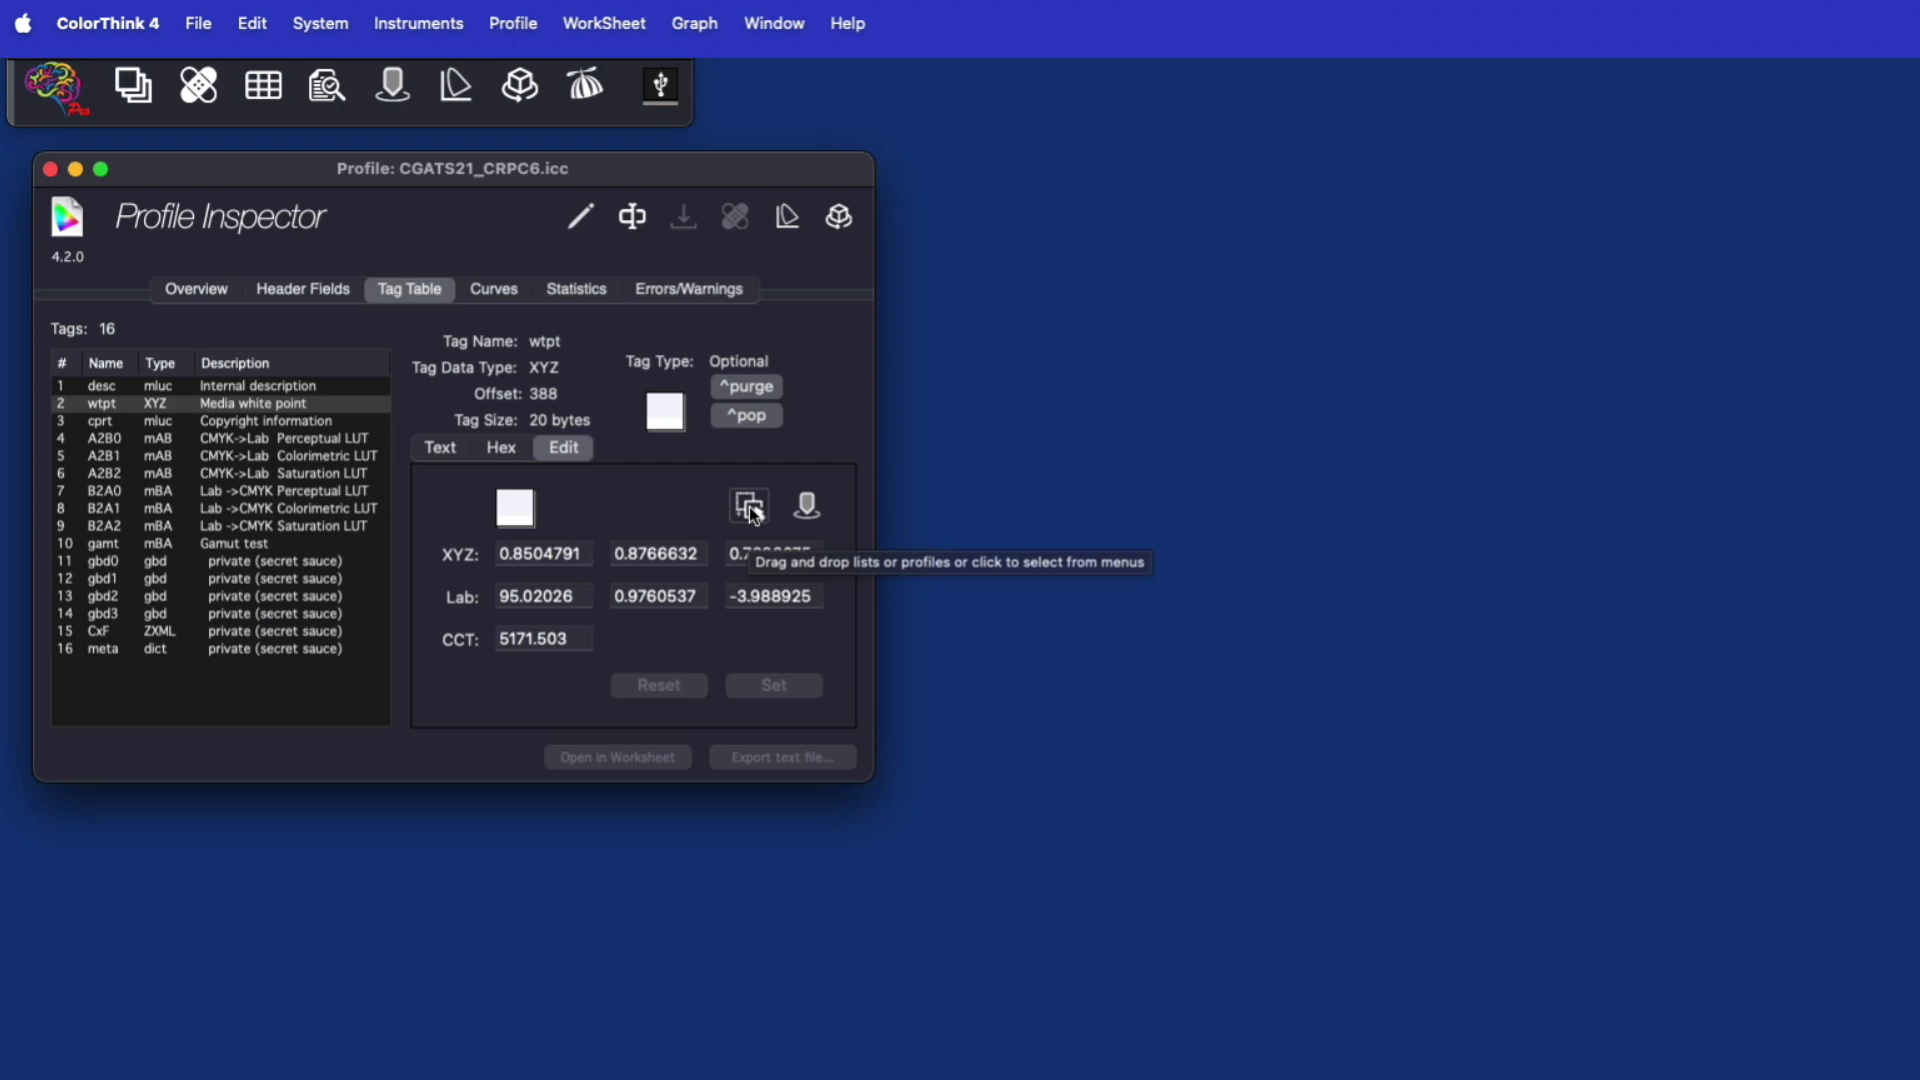 ColorThink 4 File Edit System Instruments Profile WorkSheet Graph Window Help
Pro
Profile: CGATS21_CRPC6.icc
Profile Inspector
4.2.0
Overview Header Fields Tag Table Curves Statistics Errors/Warnings
Tags: 16
# Name Type Description
1 desc mluc Internal description
2 wtpt XYZ Media white point
3 cprt mluc Copyright information
4 A2B0 mAB CMYK->Lab Perceptual LUT
5 A2B1 mAB CMYK->Lab Colorimetric LUT
6 A2B2 mAB CMYK->Lab Saturation LUT
7 B2A0 mBA Lab ->CMYK Perceptual LUT
8 B2A1 mBA Lab ->CMYK Colorimetric LUT
9 B2A2 mBA Lab ->CMYK Saturation LUT
10 gamt mBA Gamut test
11 gbd0 gbd private (secret sauce)
12 gbd1 gbd private (secret sauce)
13 gbd2 gbd private (secret sauce)
14 gbd3 gbd private (secret sauce)
15 CxF ZXML private (secret sauce)
16 meta dict private (secret sauce)
Tag Name: wtpt
Tag Data Type: XYZ
Offset: 388
Tag Size: 20 bytes
Tag Type: Optional
^purge
^pop
Text Hex Edit
XYZ: 0.8504791 0.8766632
Drag and drop lists or profiles or click to select from menus
Lab: 95.02026 0.9760537 -3.988925
CCT: 5171.503
Reset Set
Open in Worksheet Export text file...